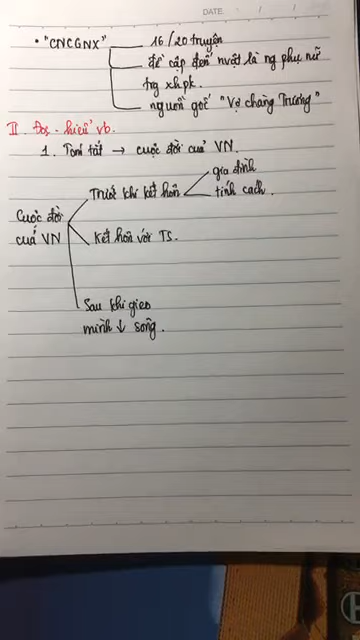 DATE. / /
• "CNCGNX" 16/20 truyện
đề cập đến nvật là ng phụ nữ
trg xhpk.
nguồn gốc "Vợ chàng Trương"
II. Đọc - hiểu vb.
1. Tóm tắt → cuộc đời của VN.
gia đình
Trước khi kết hôn
tính cách.
Cuộc đời
của VN
Kết hôn với TS.
Sau khi gieo
mình ↓ sông.